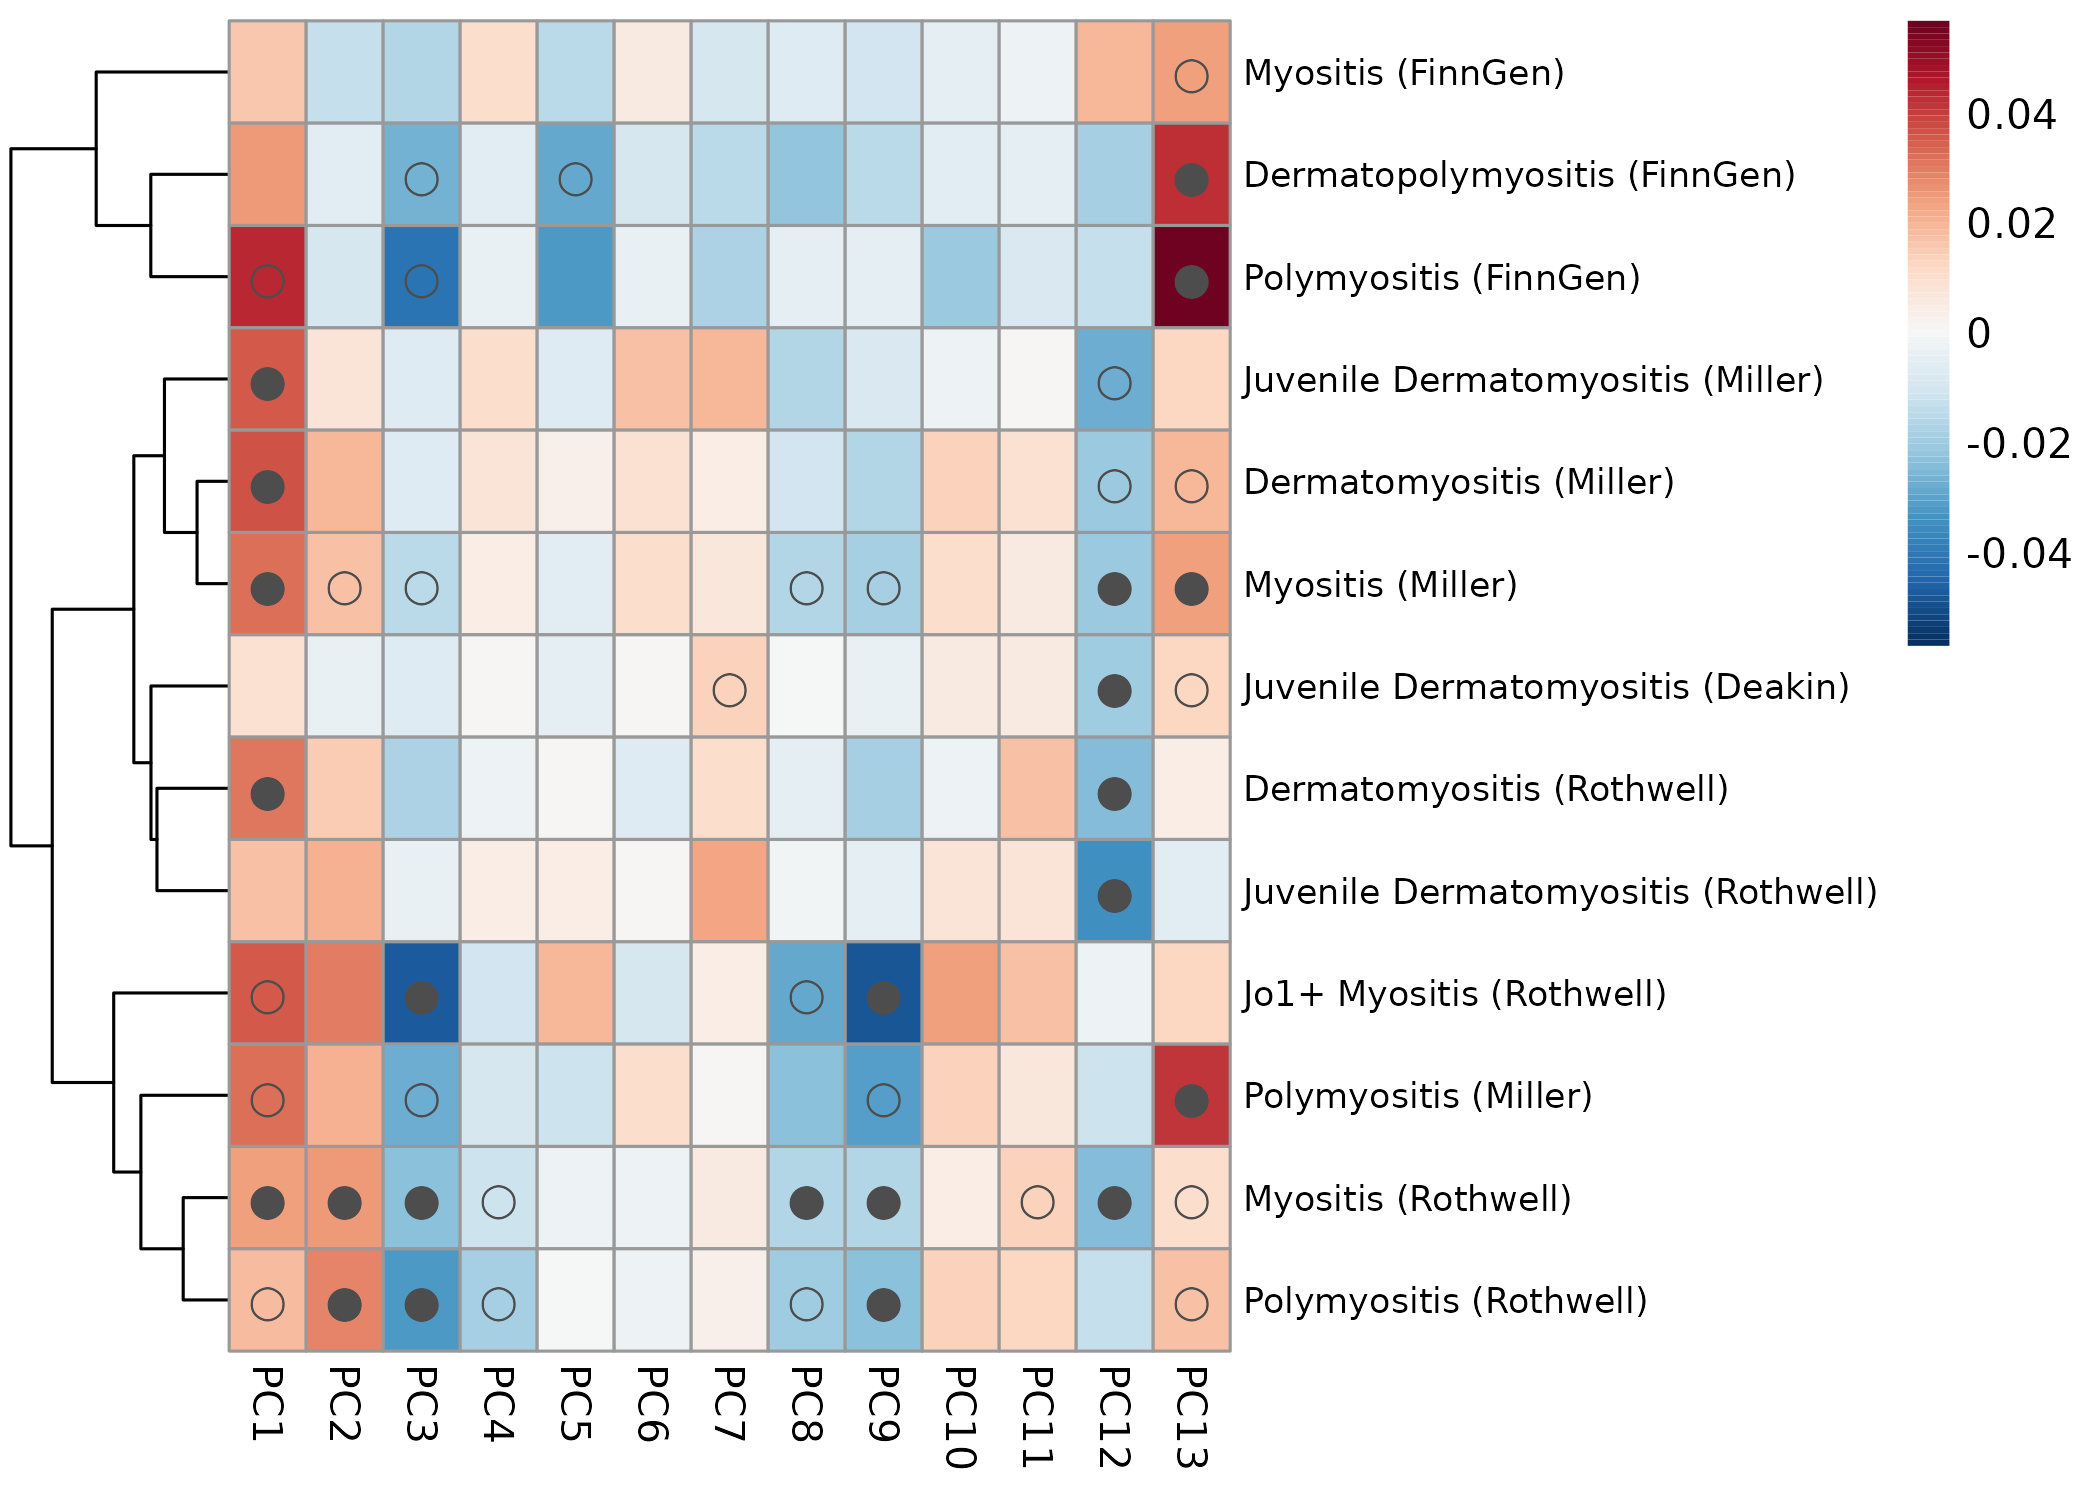 Myositis (FinnGen)
Dermatopolymyositis (FinnGen)
Polymyositis (FinnGen)
Juvenile Dermatomyositis (Miller)
Dermatomyositis (Miller)
Myositis (Miller)
Juvenile Dermatomyositis (Deakin)
Dermatomyositis (Rothwell)
Juvenile Dermatomyositis (Rothwell)
Jo1+ Myositis (Rothwell)
Polymyositis (Miller)
Myositis (Rothwell)
Polymyositis (Rothwell)
0.04
0.02
0
-0.02
-0.04
PC1
PC2
PC3
PC4
PC5
PC6
PC7
PC8
PC9
PC10
PC11
PC12
PC13